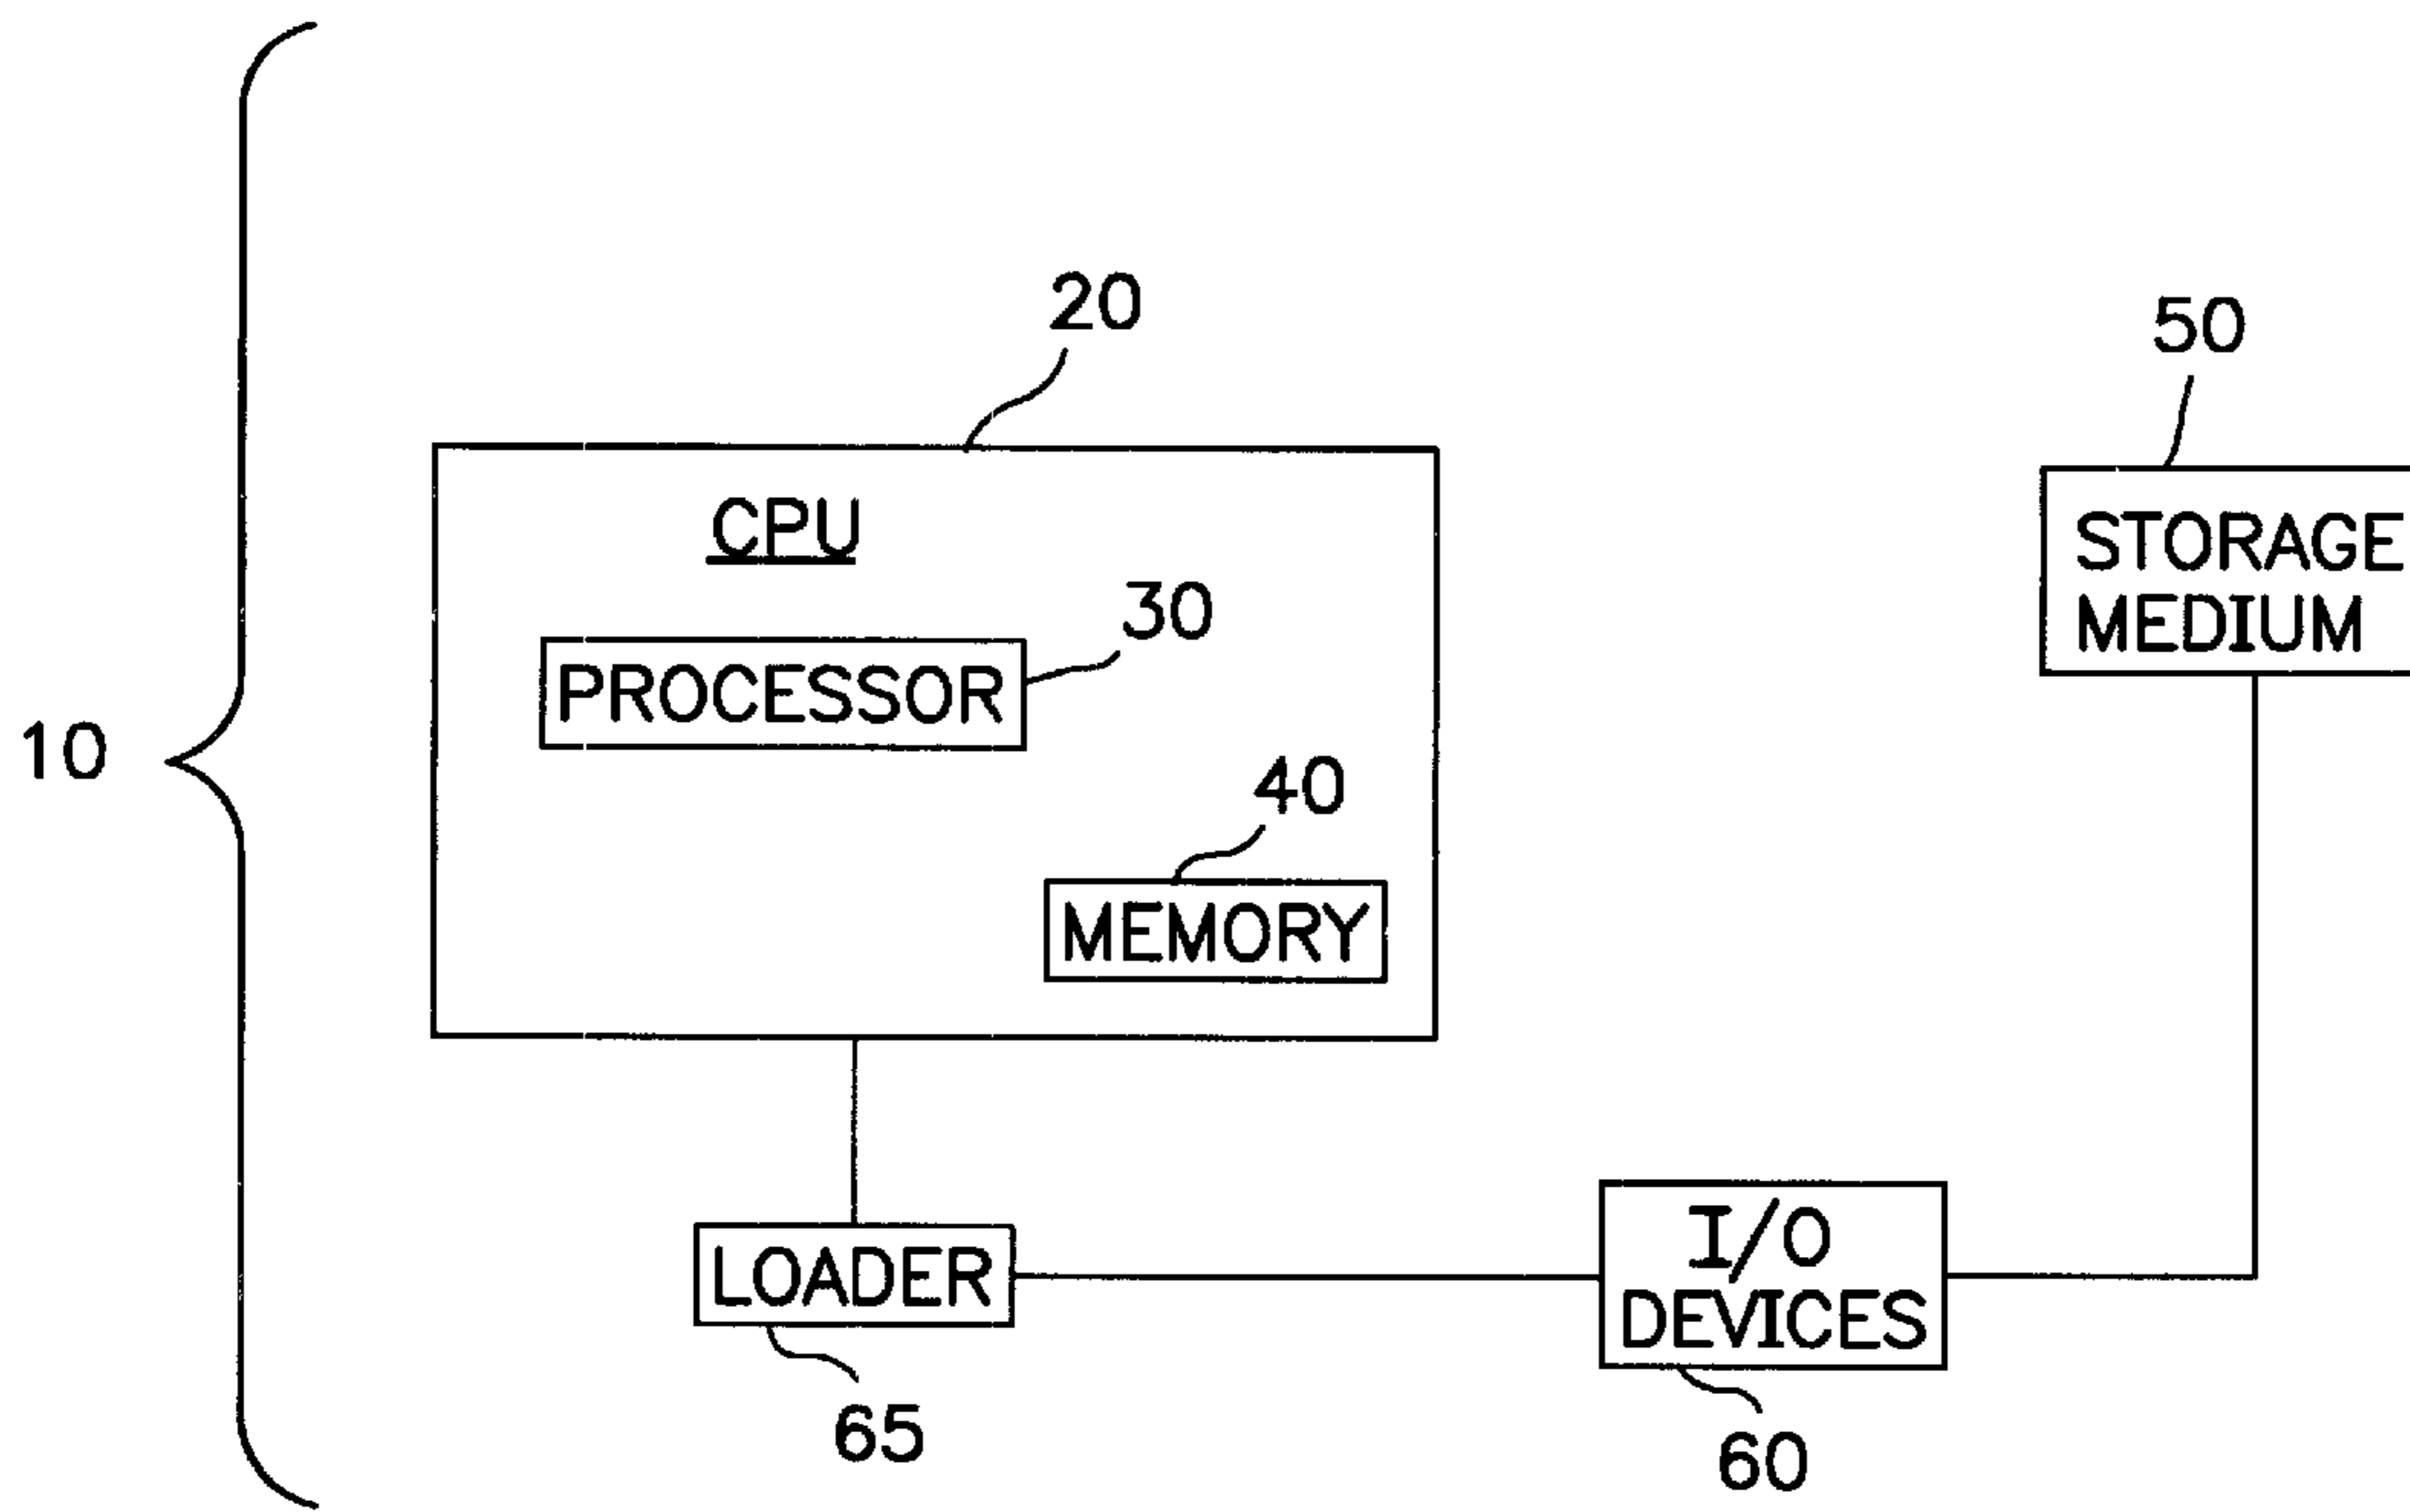 20
50
CPU
STORAGE
MEDIUM
30
PROCESSOR
10
40
MEMORY
I/O
DEVICES
LOADER
65
60